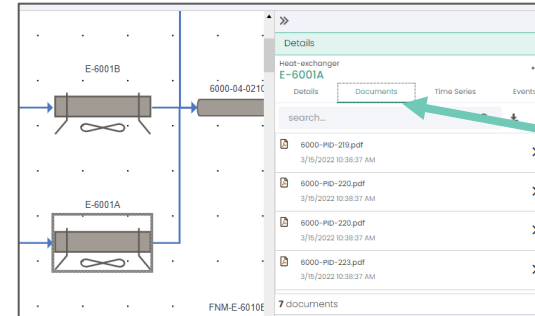 E-6001B
6000-04-0210
E-6001A
FNM-E-6010E
Details
Heat-exchanger
E-6001A
Details Documents Time Series Events
search...
6000-PID-219.pdf
3/15/2022 10:38:37 AM
6000-PID-220.pdf
3/15/2022 10:38:37 AM
6000-PID-220.pdf
3/15/2022 10:38:37 AM
6000-PID-223.pdf
3/15/2022 10:38:37 AM
7 documents